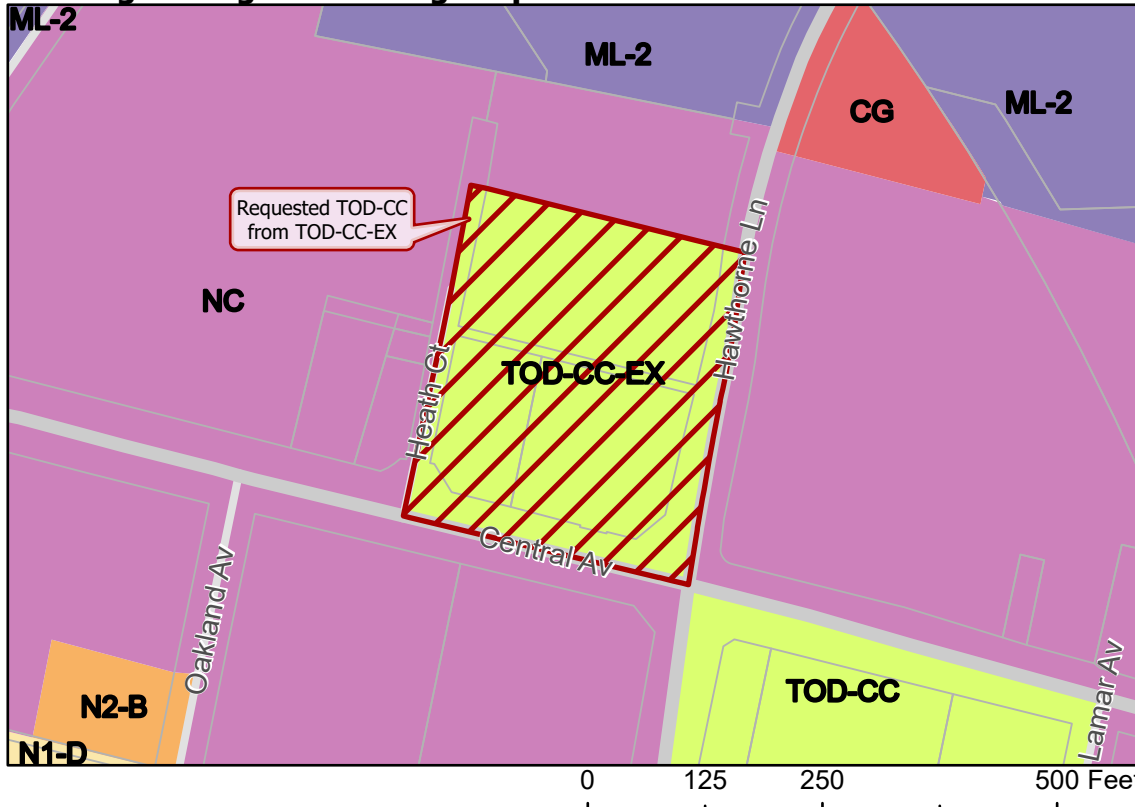 ML-2
ML-2
CG
ML-2
Requested TOD-CC
from TOD-CC-EX
Hawthorne Ln
NC
TOD-CC-EX
Heath Ct
Central Av
Oakland Av
TOD-CC
Lamar Av
N2-B
N1-D
0 125 250 500 Feet